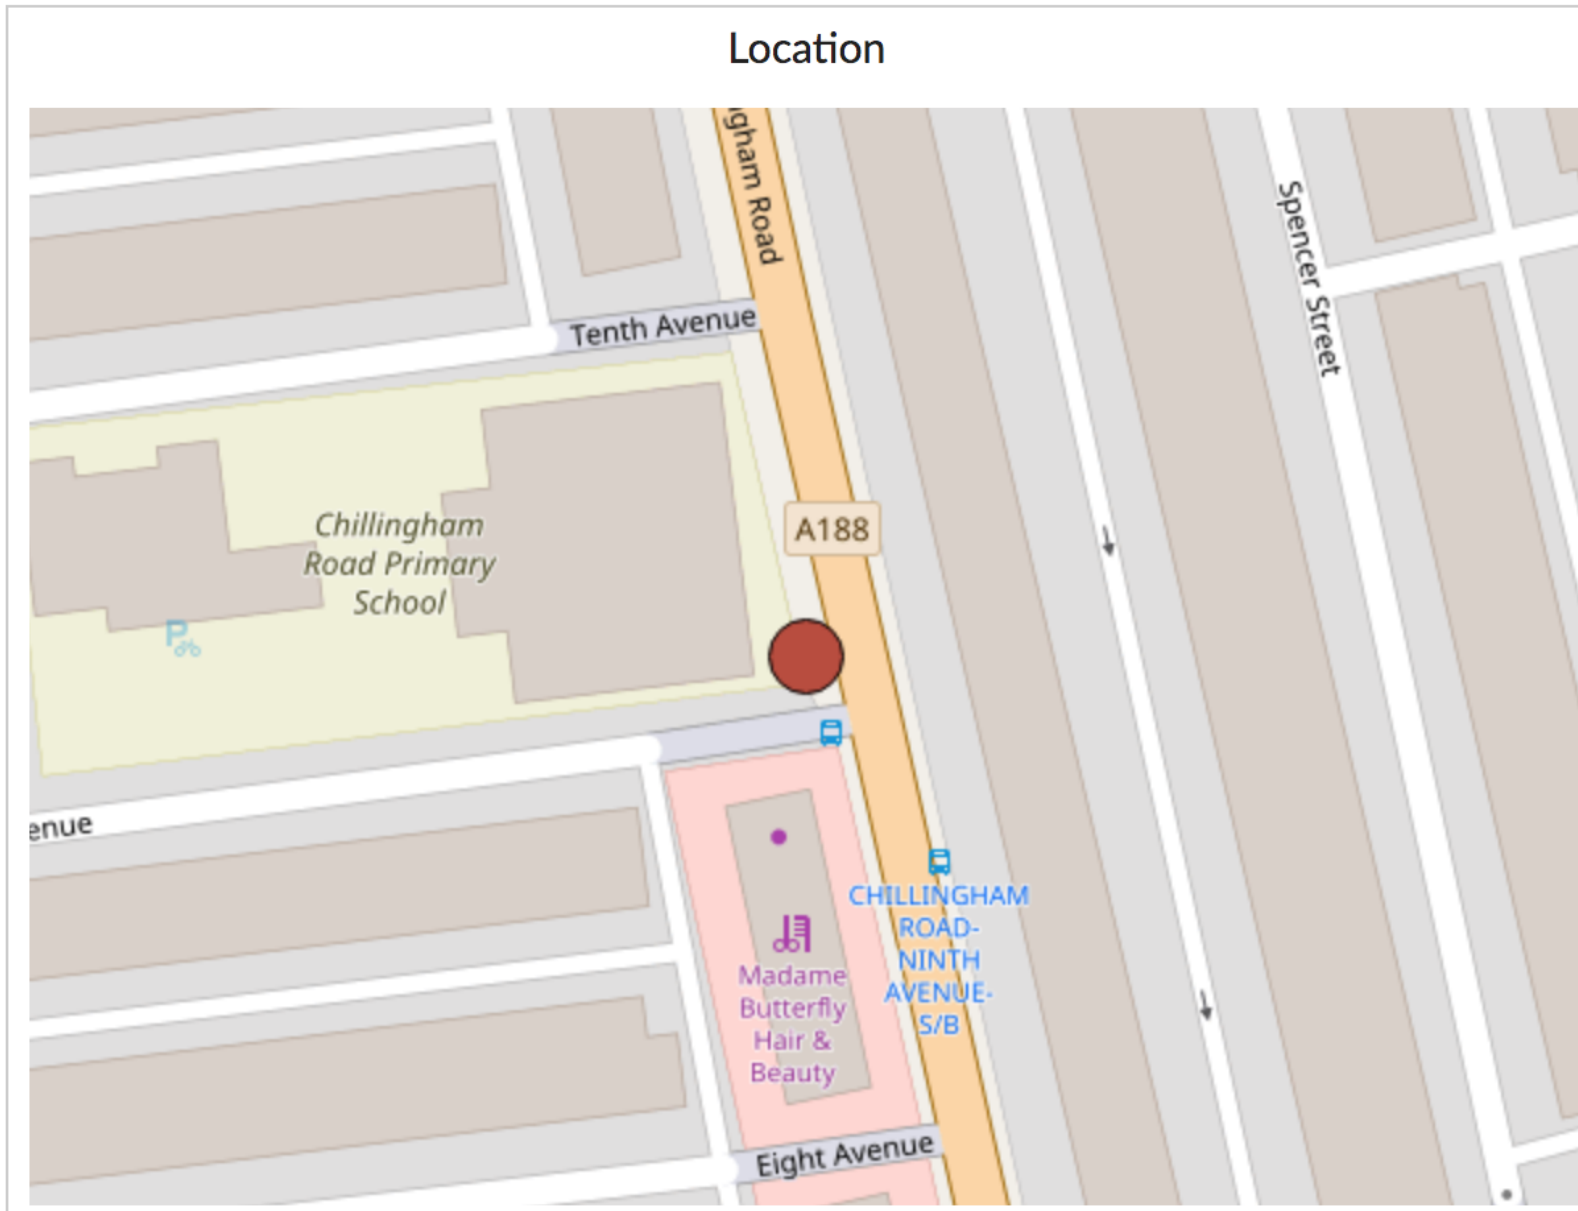 Location
ngham Road
Spencer Street
Tenth Avenue
A188
Chillingham
Road Primary
School
P
enue
CHILLINGHAM
ROAD-
NINTH
AVENUE-
S/B
Madame
Butterfly
Hair &
Beauty
Eight Avenue